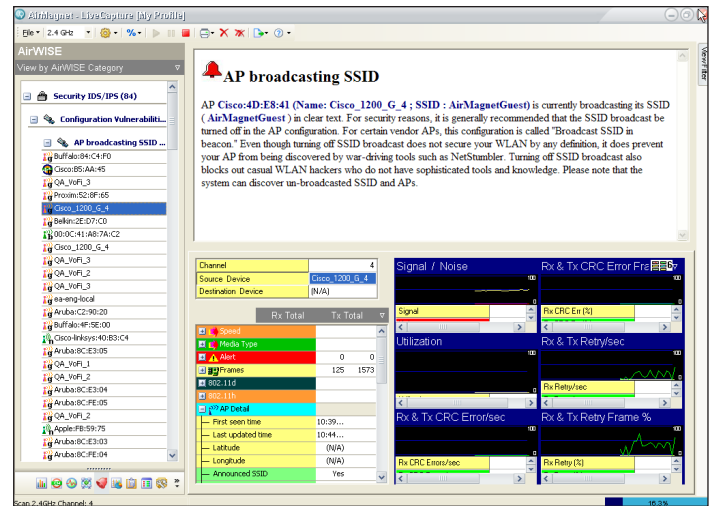 AirMagnet - LiveCapture [My Profile]
File
2.4 GHz
AirWISE
View by AirWISE Category
Security IDS/IPS (84)
Configuration Vulnerabiliti...
AP broadcasting SSID ...
Buffalo:84:C4:F0
Cisco:B5:AA:45
QA_VoFi_3
Proxim:52:8F:65
Cisco_1200_G_4
Belkin:2E:D7:C0
00:0C:41:A8:7A:C2
Cisco_1200_G_4
QA_VoFi_3
QA_VoFi_2
QA_VoFi_3
ea-eng-local
Aruba:C2:90:20
Buffalo:4F:5E:00
Cisco-linksys:40:B3:C4
Aruba:8C:E3:05
QA_VoFi_1
QA_VoFi_2
Aruba:8C:E3:04
Aruba:8C:FE:05
QA_VoFi_2
Apple:FB:59:75
Aruba:8C:E3:03
Aruba:8C:FE:04
Scan 2.4GHz Channel: 4
AP broadcasting SSID
AP Cisco:4D:E8:41 (Name: Cisco_1200_G_4 ; SSID : AirMagnetGuest) is currently broadcasting its SSID
( AirMagnetGuest ) in clear text. For security reasons, it is generally recommended that the SSID broadcast be
turned off in the AP configuration. For certain vendor APs, this configuration is called "Broadcast SSID in
beacon." Even though turning off SSID broadcast does not secure your WLAN by any definition, it does prevent
your AP from being discovered by war-driving tools such as NetStumbler. Turning off SSID broadcast also
blocks out casual WLAN hackers who do not have sophisticated tools and knowledge. Please note that the
system can discover un-broadcasted SSID and APs.
View Filter
Channel 4
Source Device Cisco_1200_G_4
Destination Device (N/A)
Rx Total Tx Total
Speed
Media Type
Alert 0 0
Frames 125 1573
802.11d
802.11h
AP Detail
First seen time 10:39...
Last updated time 10:44...
Latitude (N/A)
Longitude (N/A)
Announced SSID Yes
Signal / Noise
100
0
Signal
Rx & Tx CRC Error Fra
6
100
0
Rx CRC Err (%)
Utilization
100
0
Rx & Tx Retry/sec
100
0
Rx Retry/sec
Rx & Tx CRC Error/sec
100
0
Rx CRC Errors/sec
Rx & Tx Retry Frame %
100
0
Rx Retry (%)
16.3%